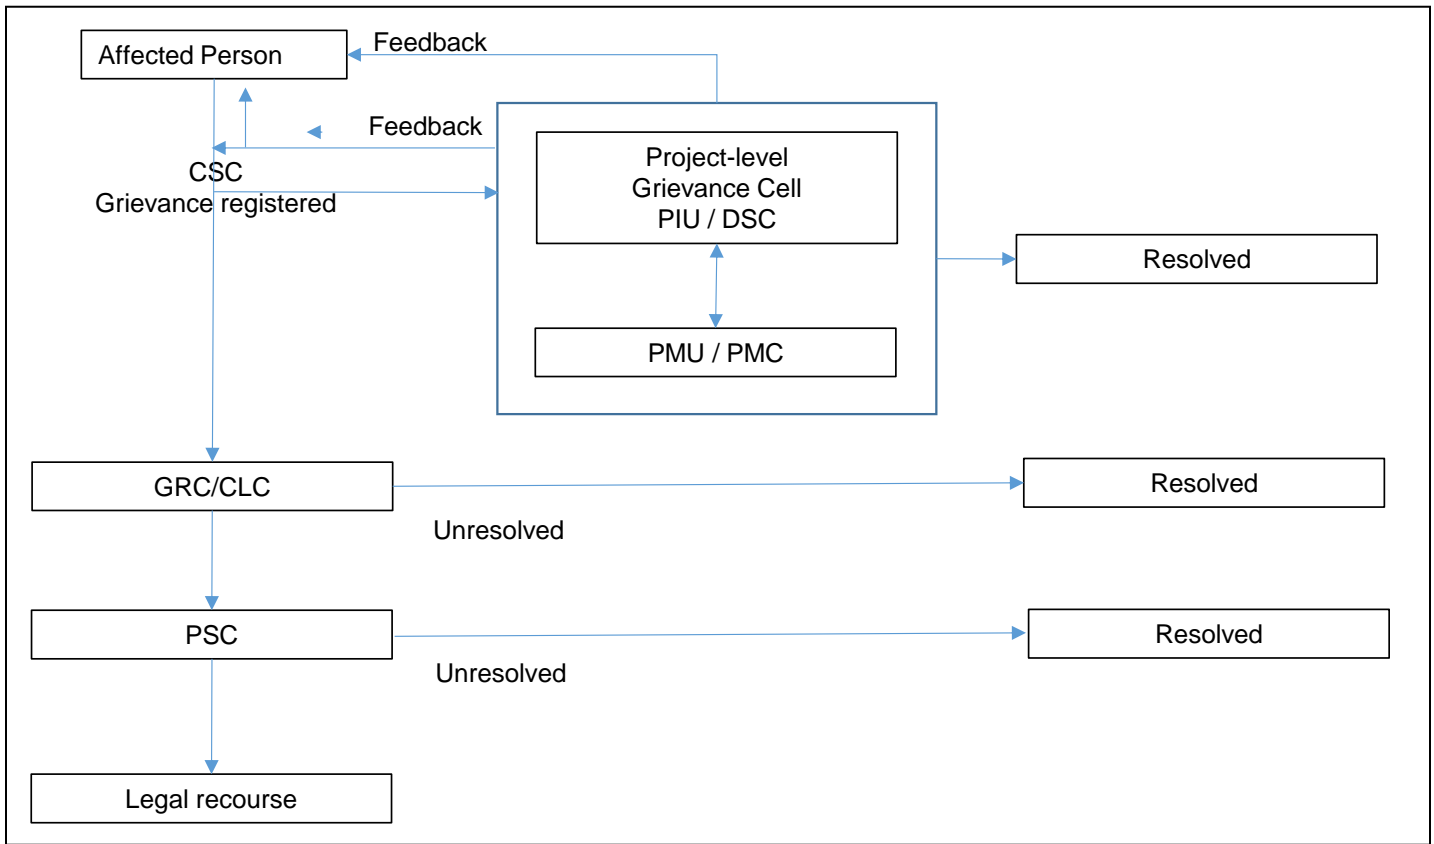 Affected Person
Feedback
Feedback
CSC
Grievance registered
Project-level
Grievance Cell
PIU / DSC
PMU / PMC
Resolved
GRC/CLC
Resolved
Unresolved
PSC
Resolved
Unresolved
Legal recourse